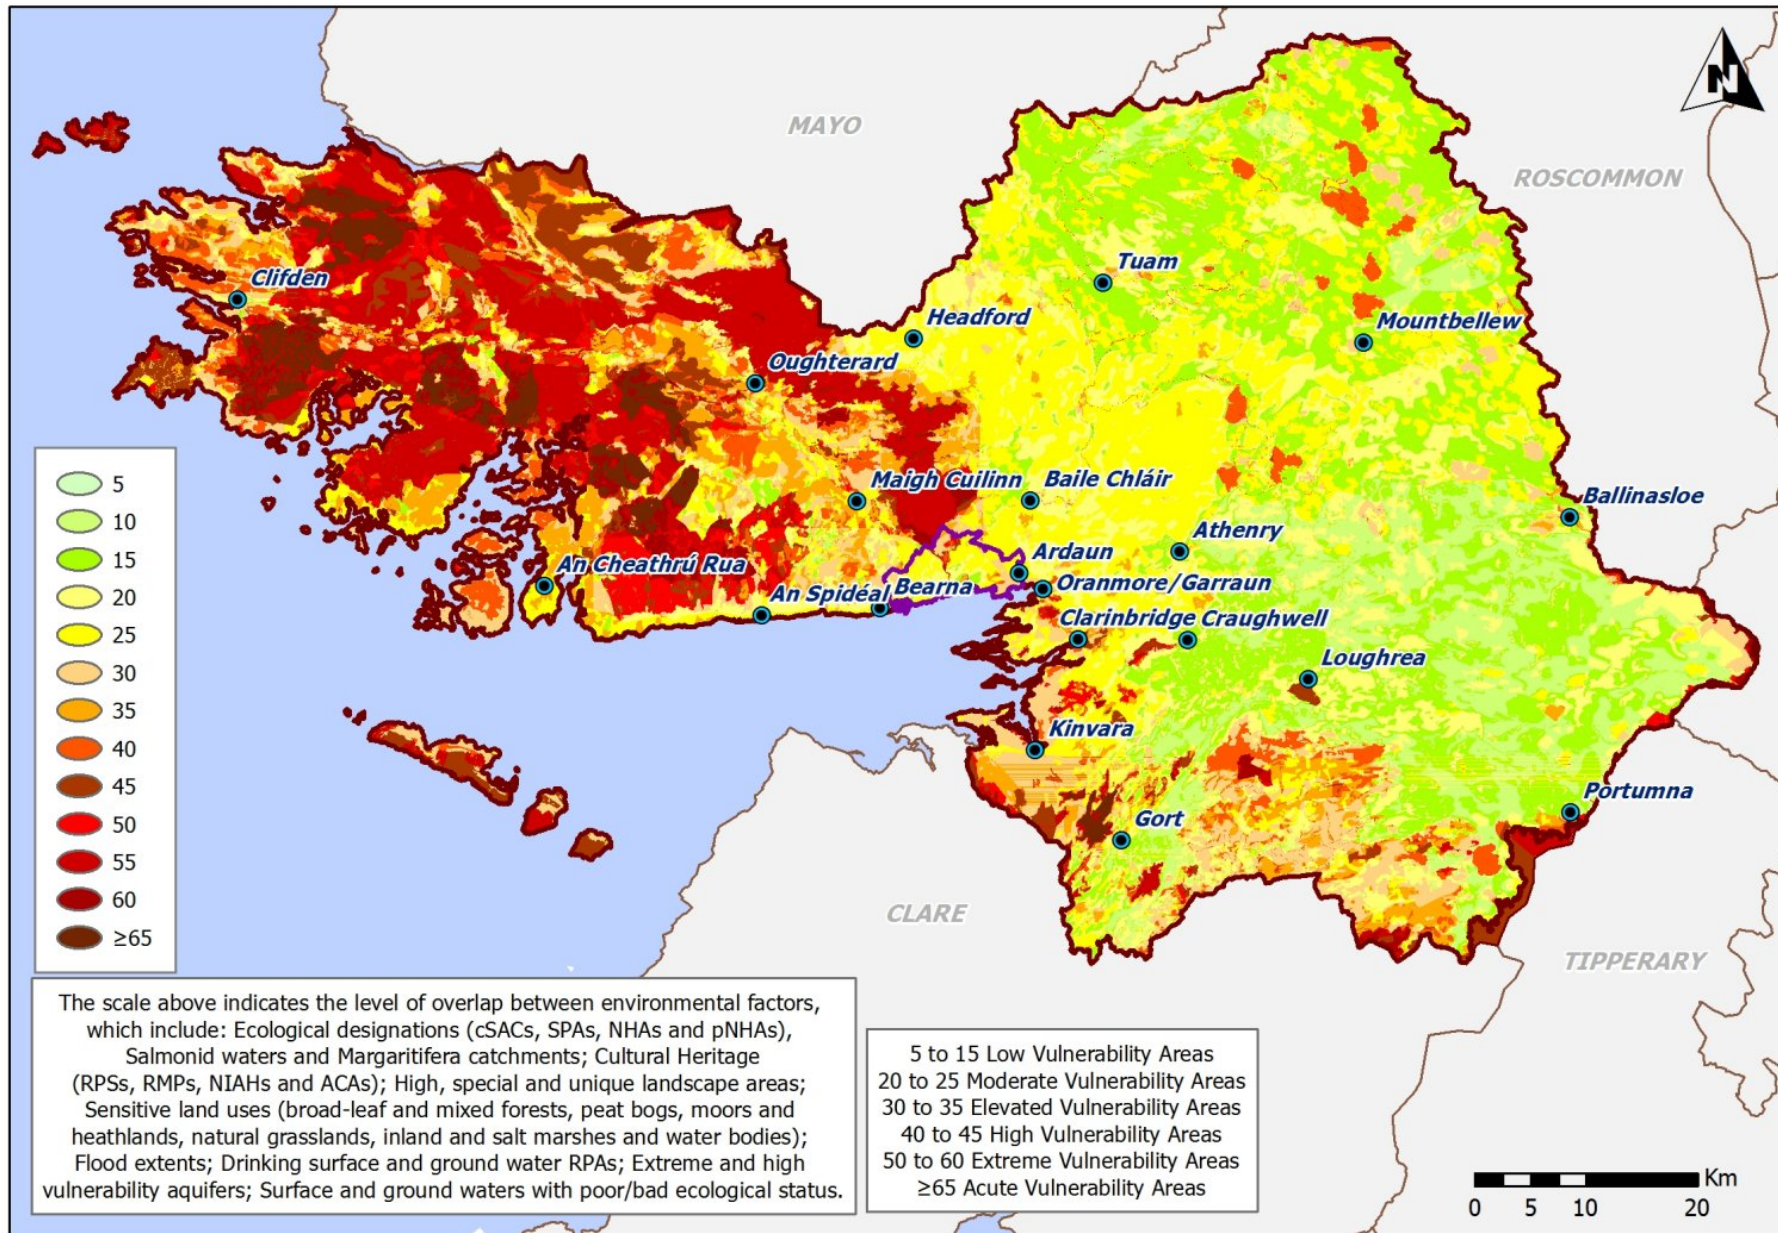 N
MAYO
ROSCOMMON
Clifden
Tuam
Headford
Mountbellew
Oughterard
Maigh Cuilinn
Baile Chláir
Ballinasloe
Athenry
Ardaun
An Cheathrú Rua
An Spidéal
Bearna
Oranmore/Garraun
Clarinbridge
Craughwell
Loughrea
Kinvara
Portumna
Gort
CLARE
TIPPERARY
5
10
15
20
25
30
35
40
45
50
55
60
≥65
The scale above indicates the level of overlap between environmental factors,
which include: Ecological designations (cSACs, SPAs, NHAs and pNHAs),
Salmonid waters and Margaritifera catchments; Cultural Heritage
(RPSs, RMPs, NIAHs and ACAs); High, special and unique landscape areas;
Sensitive land uses (broad-leaf and mixed forests, peat bogs, moors and
heathlands, natural grasslands, inland and salt marshes and water bodies);
Flood extents; Drinking surface and ground water RPAs; Extreme and high
vulnerability aquifers; Surface and ground waters with poor/bad ecological status.
5 to 15 Low Vulnerability Areas
20 to 25 Moderate Vulnerability Areas
30 to 35 Elevated Vulnerability Areas
40 to 45 High Vulnerability Areas
50 to 60 Extreme Vulnerability Areas
≥65 Acute Vulnerability Areas
Km
0 5 10 20